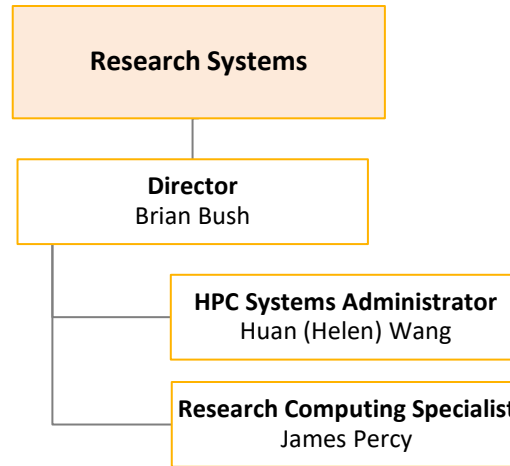 Research Systems
Director
Brian Bush
HPC Systems Administrator
Huan (Helen) Wang
Research Computing Specialist
James Percy